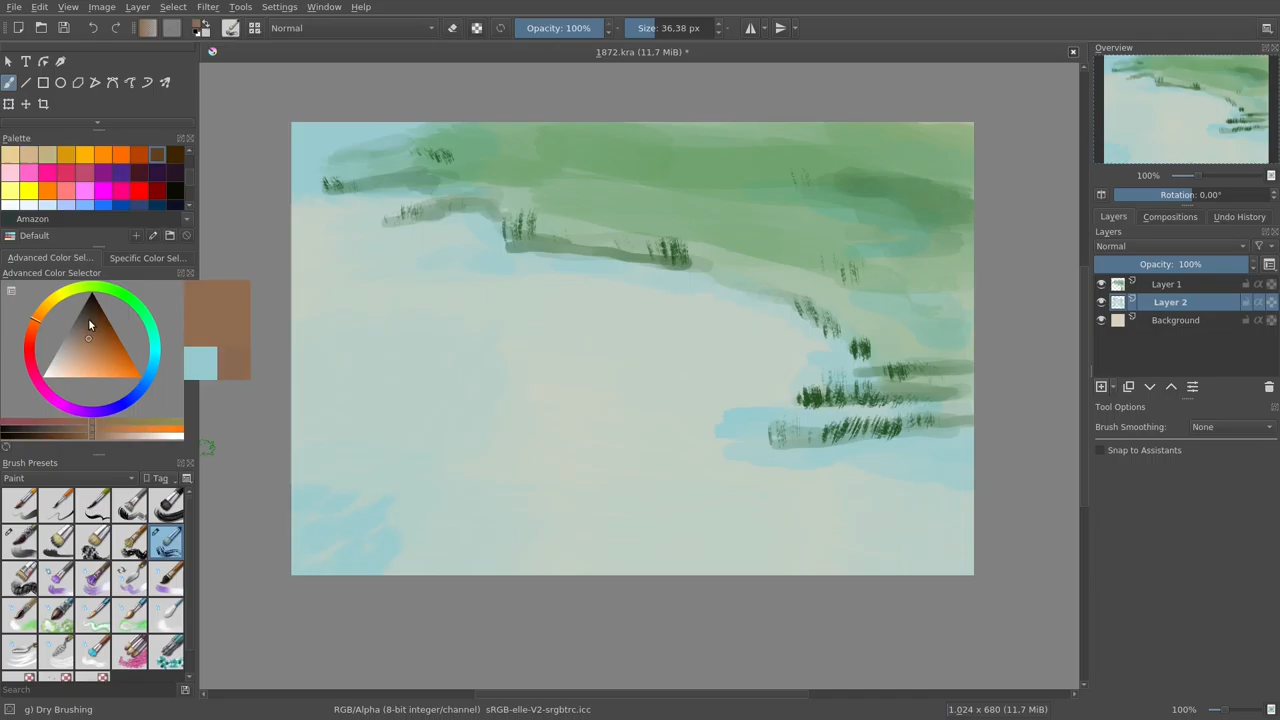 File Edit View Image Layer Select Filter Tools Settings Window Help
Normal Opacity: 100% Size: 36,38 px
1872.kra (11,7 MiB) *
Overview
100%
Rotation: 0,00°
Palette
Amazon
Default
Advanced Color Sel... Specific Color Sel...
Advanced Color Selector
Brush Presets
Paint Tag
Search
Layers Compositions Undo History
Layers
Normal
Opacity: 100%
Layer 1
Layer 2
Background
Tool Options
Brush Smoothing: None
Snap to Assistants
g) Dry Brushing RGB/Alpha (8-bit integer/channel) sRGB-elle-V2-srgbtrc.icc 1.024 x 680 (11,7 MiB) 100%